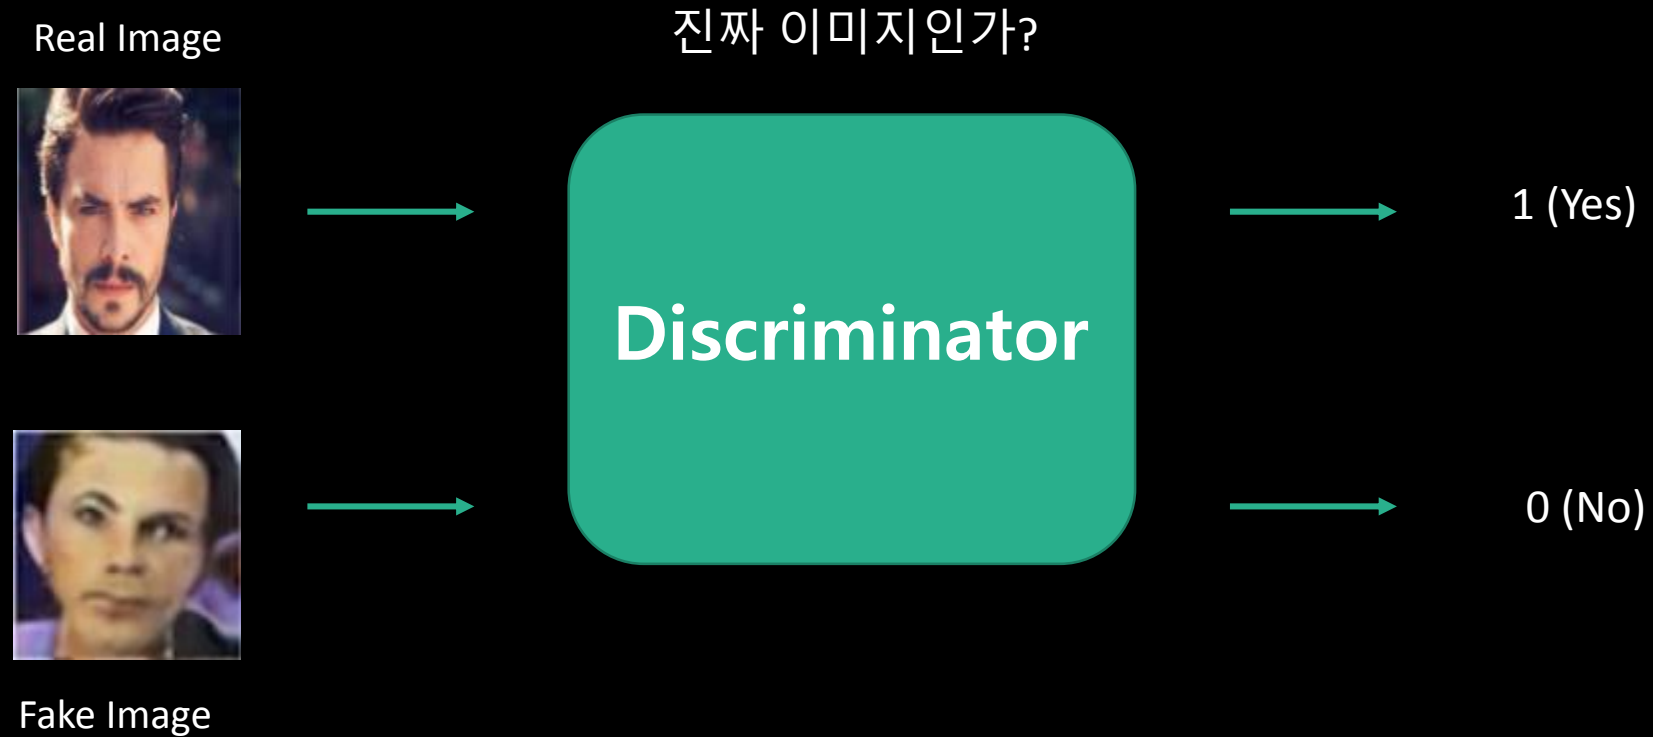 Real Image
진짜 이미지인가?
1 (Yes)
Discriminator
0 (No)
Fake Image